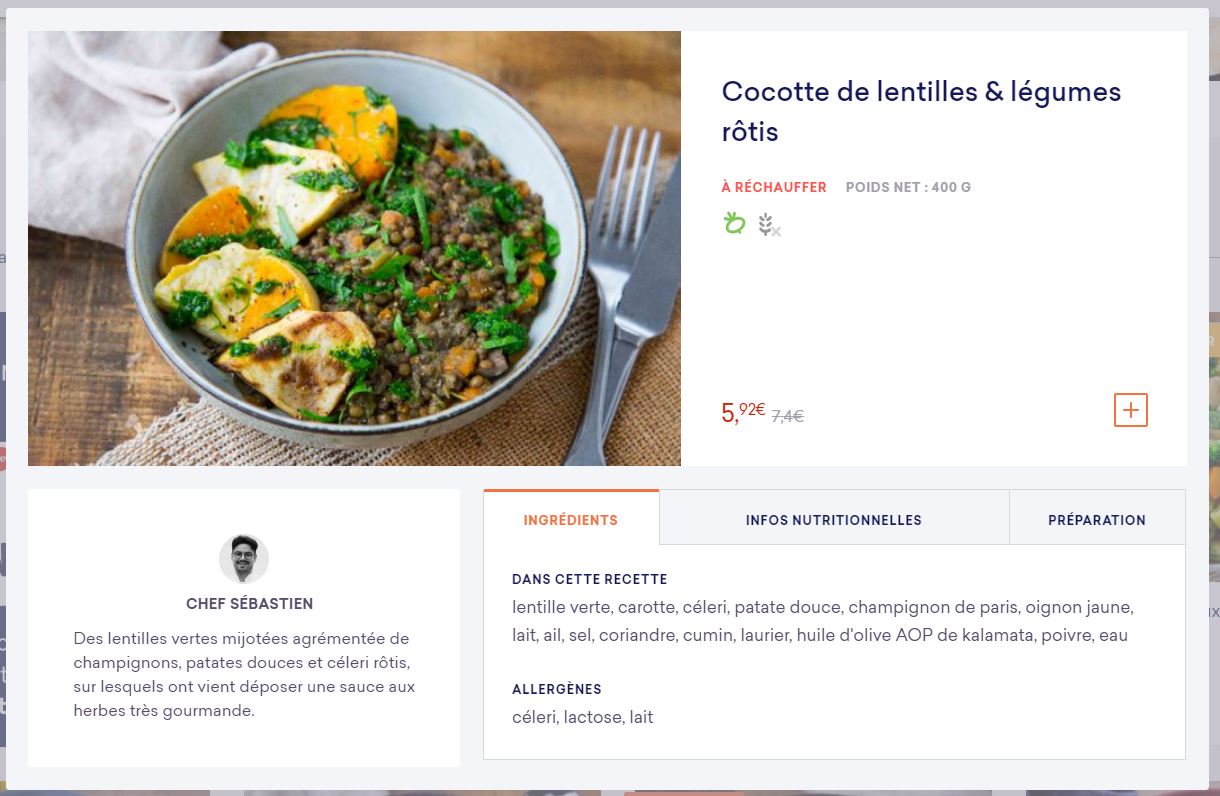 Cocotte de lentilles & légumes
rôtis
À RÉCHAUFFER POIDS NET : 400 G
5,92€ 7,4€
CHEF SÉBASTIEN
Des lentilles vertes mijotées agrémentée de
champignons, patates douces et céleri rôtis,
sur lesquels ont vient déposer une sauce aux
herbes très gourmande.
INGRÉDIENTS INFOS NUTRITIONNELLES PRÉPARATION
DANS CETTE RECETTE
lentille verte, carotte, céleri, patate douce, champignon de paris, oignon jaune,
lait, ail, sel, coriandre, cumin, laurier, huile d'olive AOP de kalamata, poivre, eau
ALLERGÈNES
céleri, lactose, lait